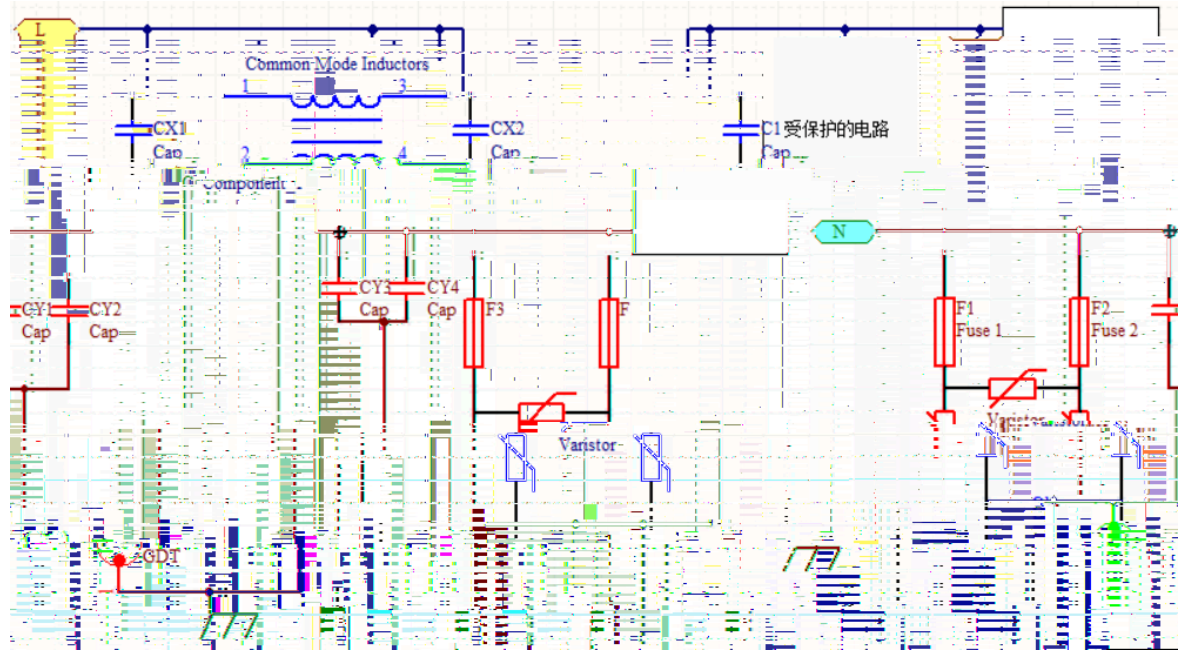 L
Common Mode Inductors
1
3
CX1
Cap
CX2
Cap
C1 受保护的电路
Cap
2
4
Component
N
CY1
Cap
CY2
Cap
CY3
Cap
CY4
Cap
F3
F
F1
Fuse 1
F2
Fuse 2
Varistor
Varistor
GDT